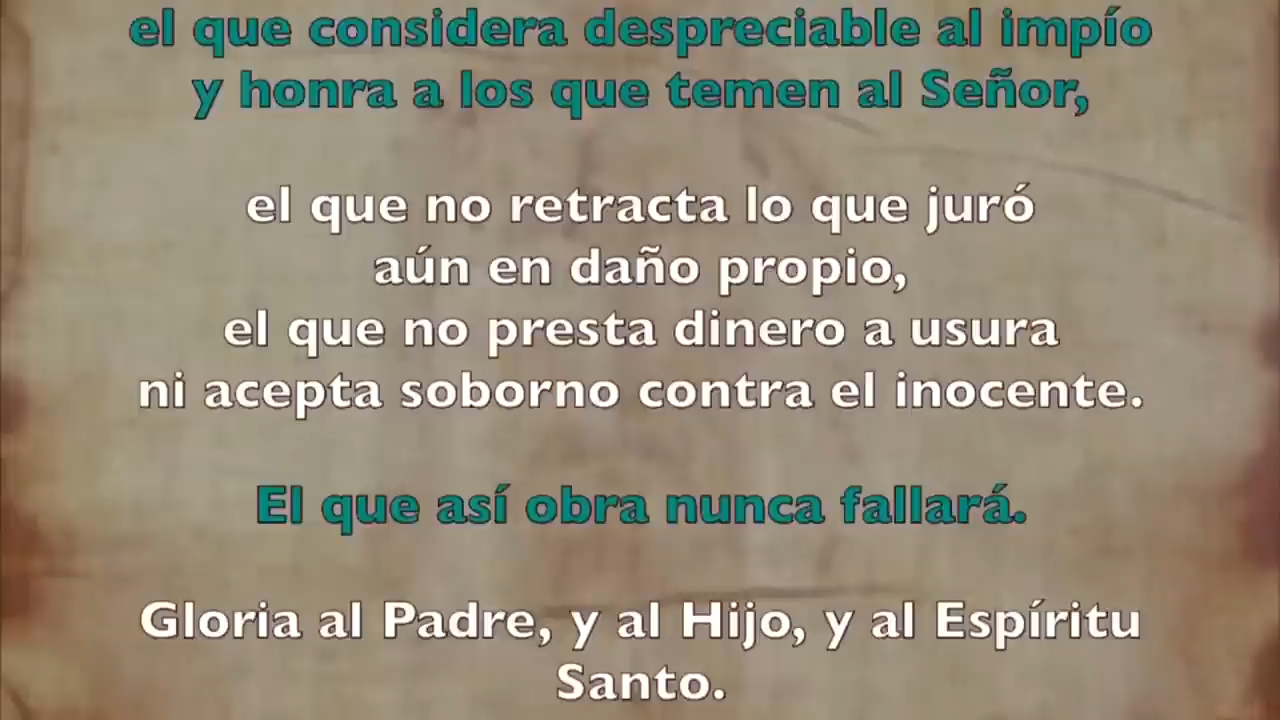 el que considera despreciable al impío
y honra a los que temen al Señor,
el que no retracta lo que juró
aún en daño propio,
el que no presta dinero a usura
ni acepta soborno contra el inocente.
El que así obra nunca fallará.
Gloria al Padre, y al Hijo, y al Espíritu
Santo.